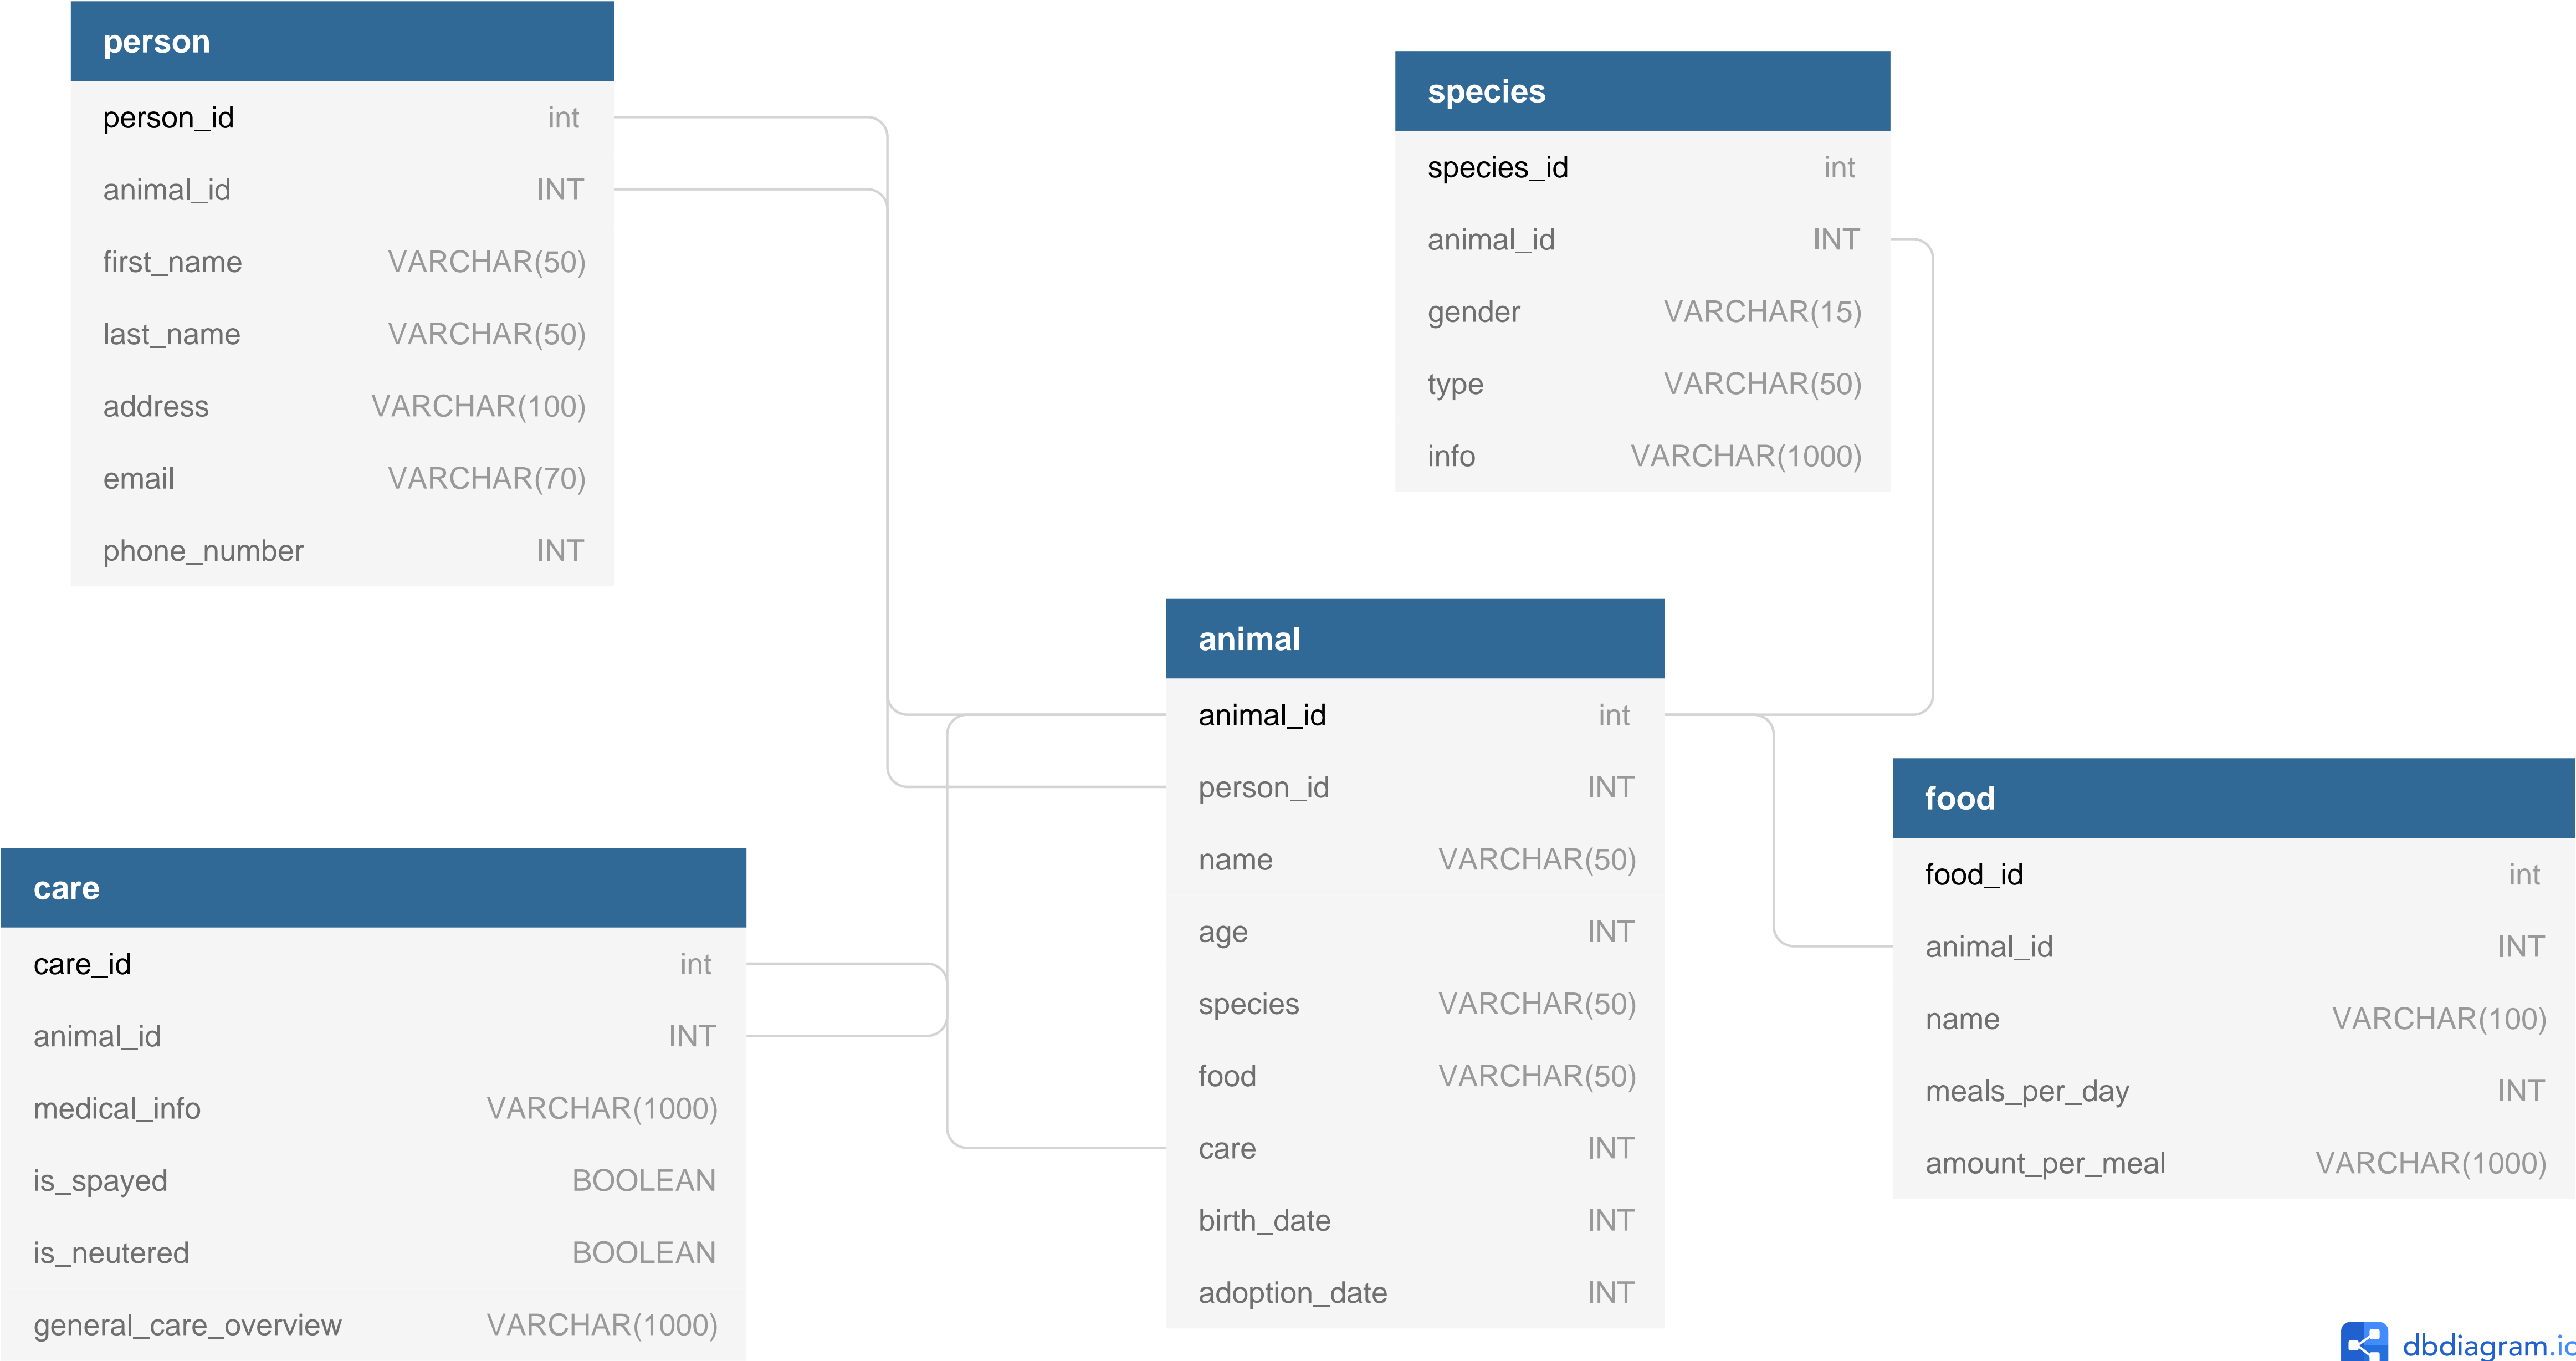 person
person_id int
animal_id INT
first_name VARCHAR(50)
last_name VARCHAR(50)
address VARCHAR(100)
email VARCHAR(70)
phone_number INT
species
species_id int
animal_id INT
gender VARCHAR(15)
type VARCHAR(50)
info VARCHAR(1000)
animal
animal_id int
person_id INT
name VARCHAR(50)
age INT
species VARCHAR(50)
food VARCHAR(50)
care INT
birth_date INT
adoption_date INT
care
care_id int
animal_id INT
medical_info VARCHAR(1000)
is_spayed BOOLEAN
is_neutered BOOLEAN
general_care_overview VARCHAR(1000)
food
food_id int
animal_id INT
name VARCHAR(100)
meals_per_day INT
amount_per_meal VARCHAR(1000)
dbdiagram.io